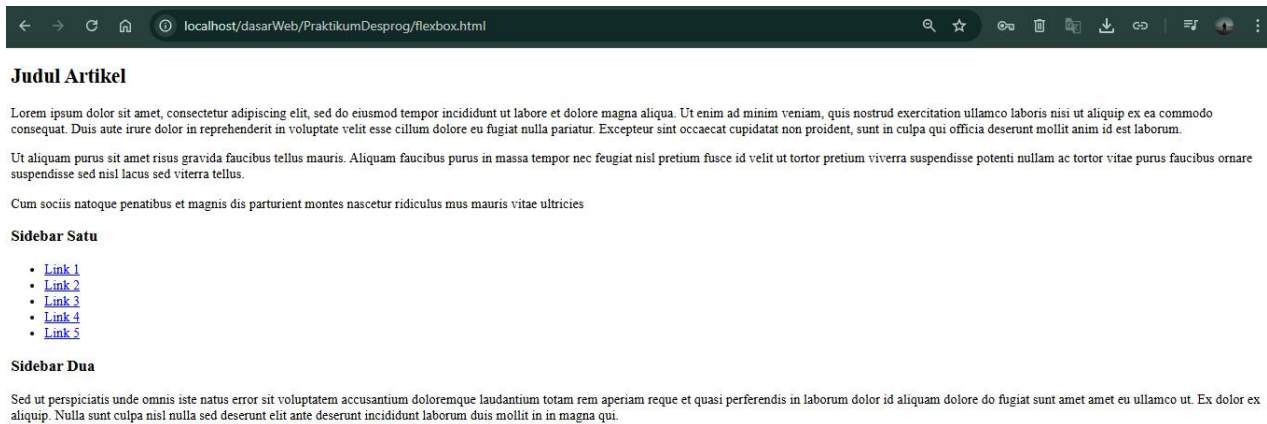 localhost/dasarWeb/PraktikumDesprog/flexbox.html
Judul Artikel
Lorem ipsum dolor sit amet, consectetur adipiscing elit, sed do eiusmod tempor incididunt ut labore et dolore magna aliqua. Ut enim ad minim veniam, quis nostrud exercitation ullamco laboris nisi ut aliquip ex ea commodo
consequat. Duis aute irure dolor in reprehenderit in voluptate velit esse cillum dolore eu fugiat nulla pariatur. Excepteur sint occaecat cupidatat non proident, sunt in culpa qui officia deserunt mollit anim id est laborum.
Ut aliquam purus sit amet risus gravida faucibus tellus mauris. Aliquam faucibus purus in massa tempor nec feugiat nisl pretium fusce id velit ut tortor pretium viverra suspendisse potenti nullam ac tortor vitae purus faucibus ornare
suspendisse sed nisl lacus sed viterra tellus.
Cum sociis natoque penatibus et magnis dis parturient montes nascetur ridiculus mus mauris vitae ultricies
Sidebar Satu
Link 1
Link 2
Link 3
Link 4
Link 5
Sidebar Dua
Sed ut perspiciatis unde omnis iste natus error sit voluptatem accusantium doloremque laudantium totam rem aperiam reque et quasi perferendis in laborum dolor id aliquam dolore do fugiat sunt amet amet eu ullamco ut. Ex dolor ex
aliquip. Nulla sunt culpa nisl nulla sed deserunt elit ante deserunt incididunt laborum duis mollit in in magna qui.